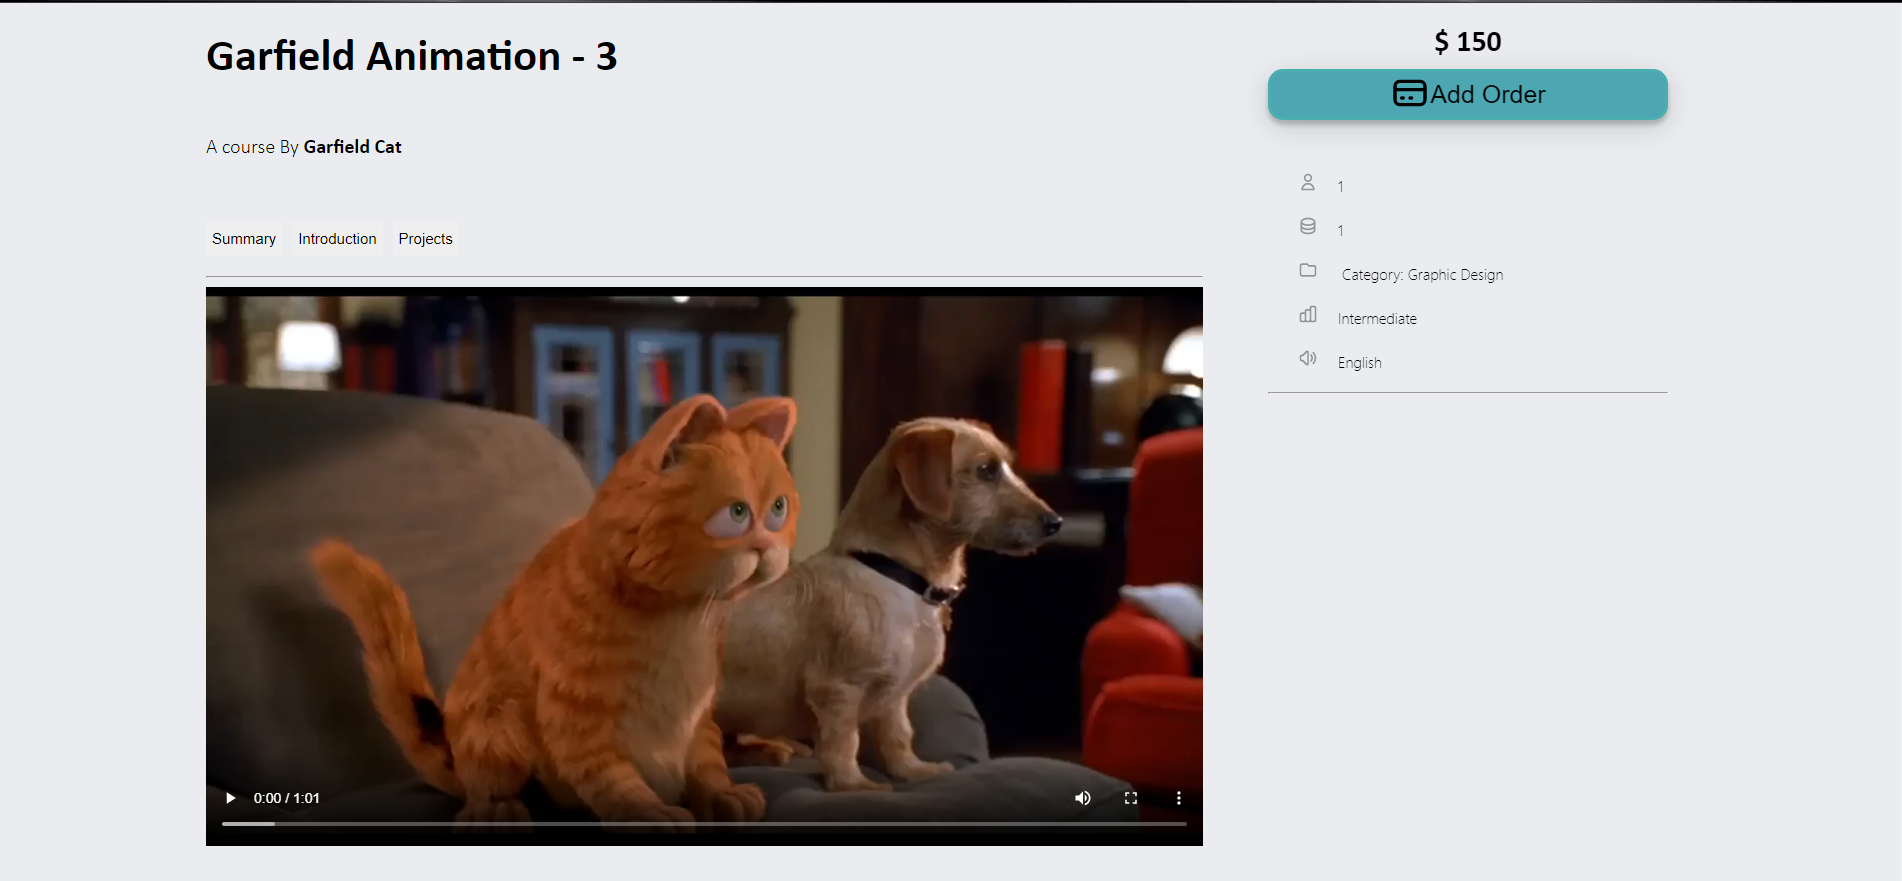 Garfield Animation - 3
A course By Garfield Cat
Summary
Introduction
Projects
0:00 / 1:01
$ 150
Add Order
1
1
Category: Graphic Design
Intermediate
English